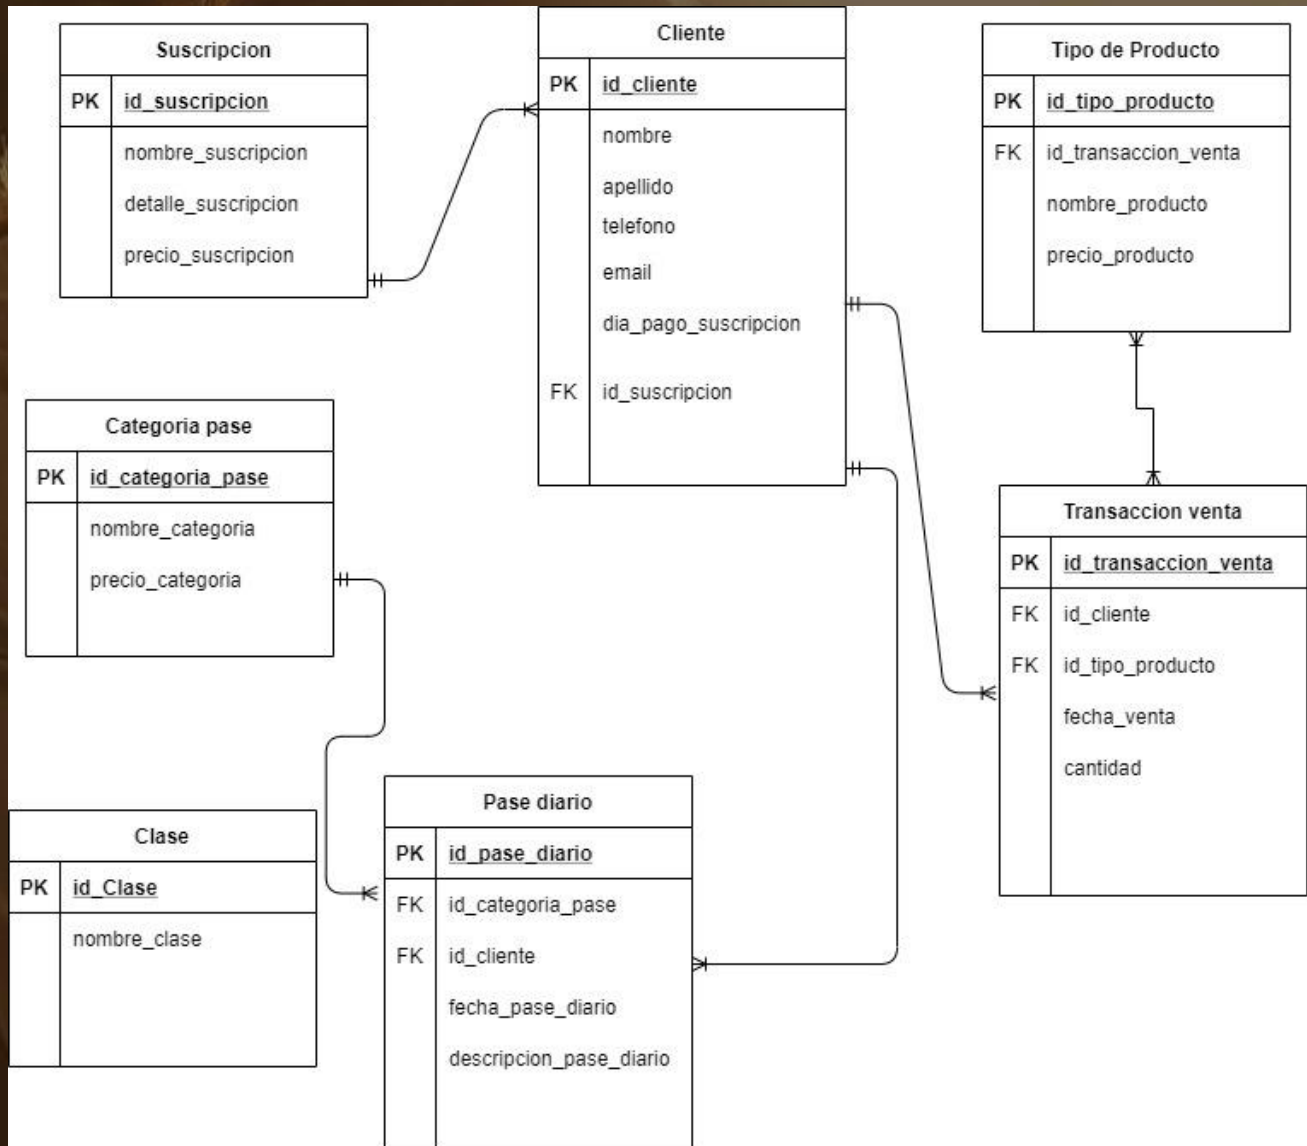 Suscripcion
PK id_suscripcion
nombre_suscripcion
detalle_suscripcion
precio_suscripcion
Cliente
PK id_cliente
nombre
apellido
telefono
email
dia_pago_suscripcion
FK id_suscripcion
Tipo de Producto
PK id_tipo_producto
FK id_transaccion_venta
nombre_producto
precio_producto
Categoria pase
PK id_categoria_pase
nombre_categoria
precio_categoria
Transaccion venta
PK id_transaccion_venta
FK id_cliente
FK id_tipo_producto
fecha_venta
cantidad
Clase
PK id_Clase
nombre_clase
Pase diario
PK id_pase_diario
FK id_categoria_pase
FK id_cliente
fecha_pase_diario
descripcion_pase_diario